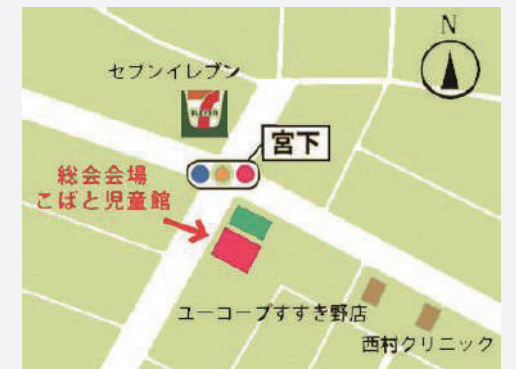 N
セブンイレブン
宮下
総会会場
こばと児童館
ユーコープすすき野店
西村クリニック